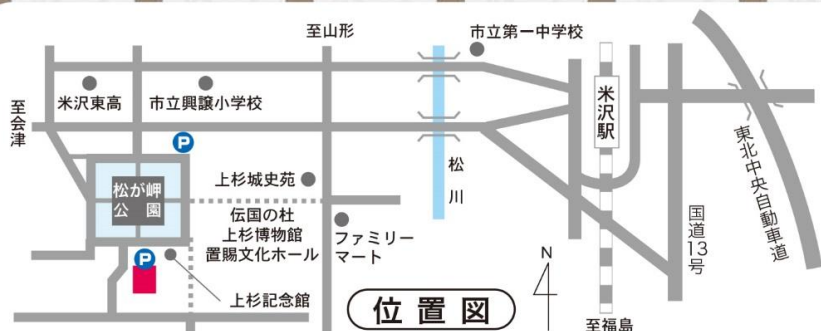 至山形
市立第一中学校
米沢東高
市立興譲小学校
至会津
P
米沢駅
東北中央自動車道
松が岬
公園
上杉城史苑
松川
伝国の杜
上杉博物館
置賜文化ホール
ファミリー
マート
国道13号
P
上杉記念館
位置図
N
至福島